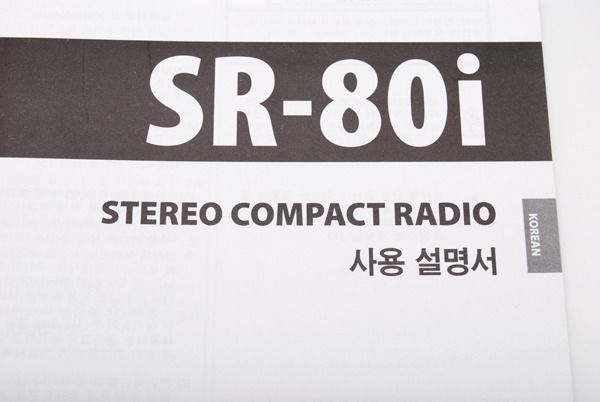 SR-80i
STEREO COMPACT RADIO
KOREAN
사용 설명서